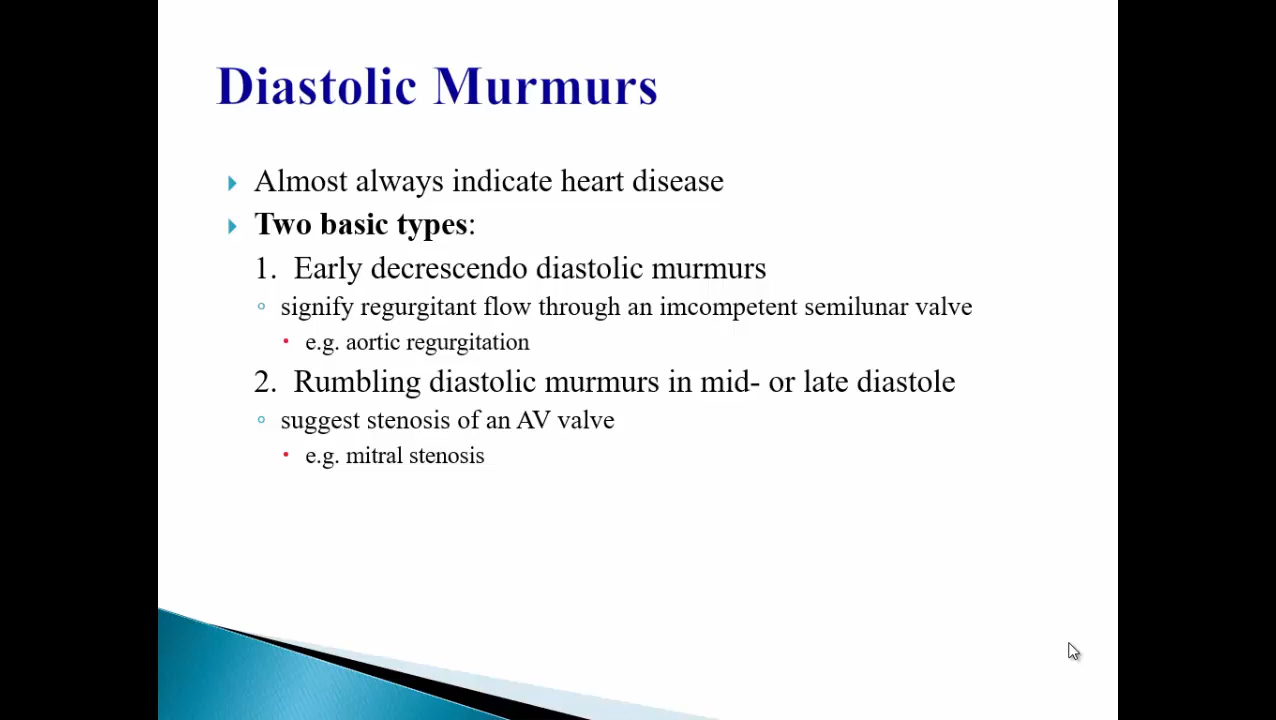 Diastolic Murmurs
Almost always indicate heart disease
Two basic types:
1. Early decrescendo diastolic murmurs
signify regurgitant flow through an imcompetent semilunar valve
e.g. aortic regurgitation
2. Rumbling diastolic murmurs in mid- or late diastole
suggest stenosis of an AV valve
e.g. mitral stenosis